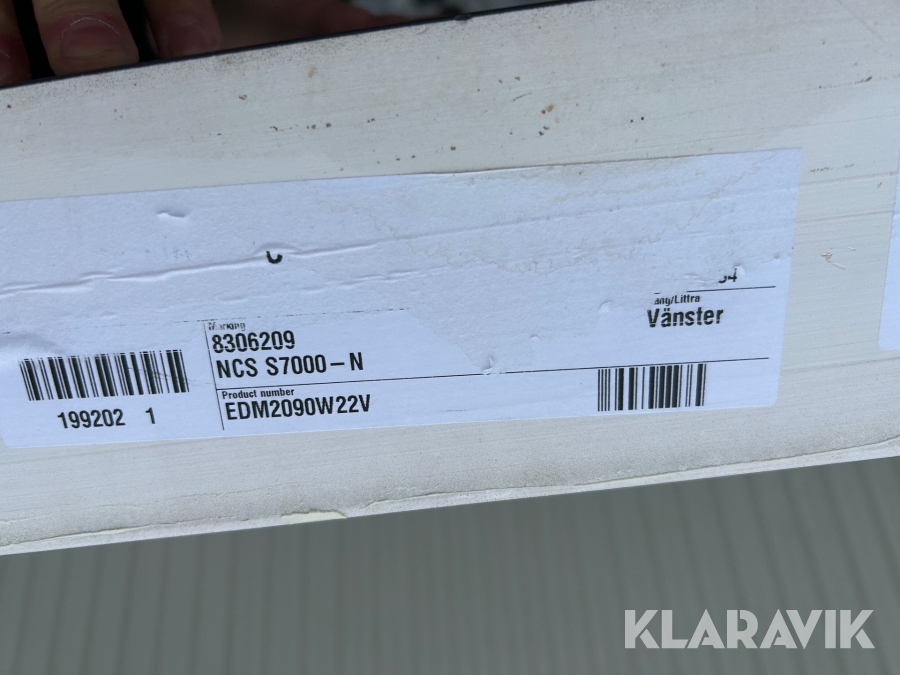 Vänster
8306209
NCS S7000-N
199202 1
Product number
EDM2090W22V
KLARAVIK